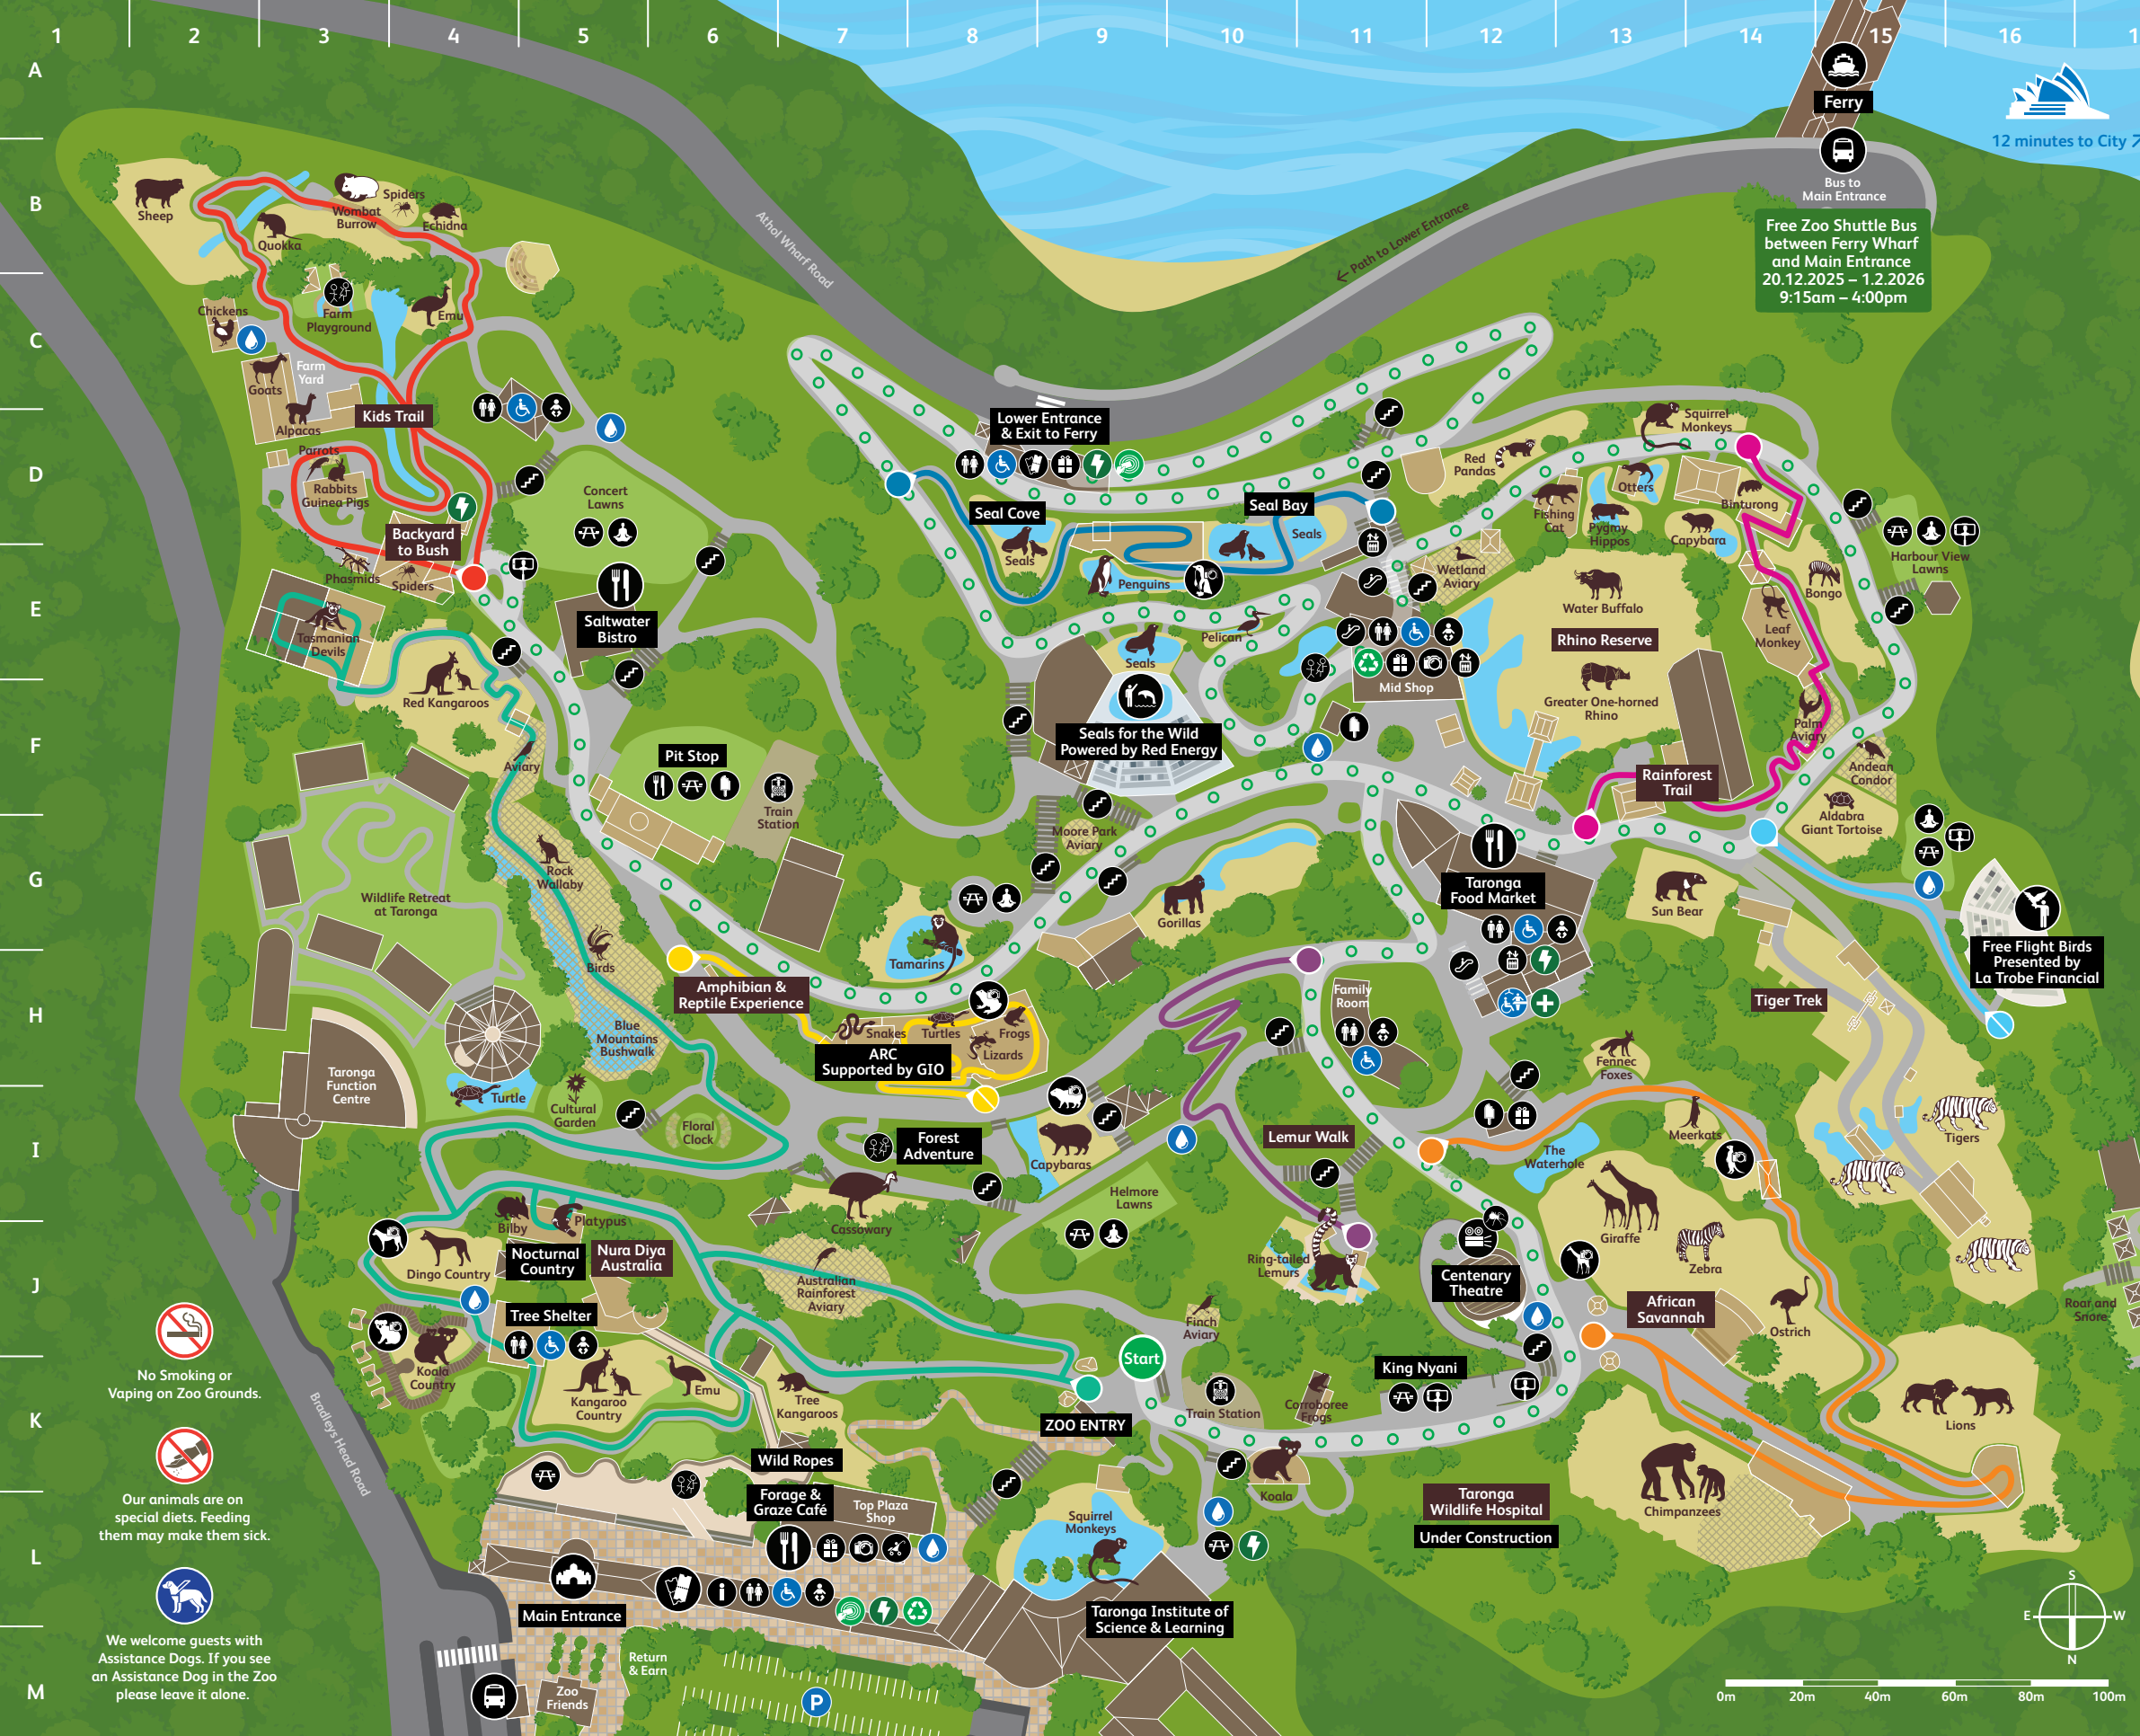 1 2 3 4 5 6 7 8 9 10 11 12 13 14 15 16 1
A
B
C
D
E
F
G
H
I
J
K
L
M
Ferry
12 minutes to City
Bus to
Main Entrance
Free Zoo Shuttle Bus
between Ferry Wharf
and Main Entrance
20.12.2025 – 1.2.2026
9:15am – 4:00pm
Athol Wharf Road
← Path to Lower Entrance
Sheep
Quokka
Wombat
Burrow
Spiders
Echidna
Chickens
Farm
Playground
Emu
Goats
Farm
Yard
Alpacas
Kids Trail
Parrots
Rabbits
Guinea Pigs
Backyard
to Bush
Phasmids
Spiders
Concert
Lawns
Lower Entrance
& Exit to Ferry
Seal Cove
Seals
Seal Bay
Seals
Penguins
Pelican
Red
Pandas
Squirrel
Monkeys
Otters
Fishing
Cat
Pygmy
Hippos
Binturong
Capybara
Wetland
Aviary
Harbour View
Lawns
Bongo
Water Buffalo
Rhino Reserve
Greater One-horned
Rhino
Leaf
Monkey
Palm
Aviary
Tasmanian
Devils
Saltwater
Bistro
Red Kangaroos
Seals
Seals for the Wild
Powered by Red Energy
Mid Shop
Aviary
Pit Stop
Train
Station
Rainforest
Trail
Andean
Condor
Aldabra
Giant Tortoise
Moore Park
Aviary
Rock
Wallaby
Wildlife Retreat
at Taronga
Gorillas
Taronga
Food Market
Sun Bear
Free Flight Birds
Presented by
La Trobe Financial
Birds
Tamarins
Amphibian &
Reptile Experience
Family
Room
Tiger Trek
Blue
Mountains
Bushwalk
Snakes
Turtles
Frogs
Lizards
ARC
Supported by GIO
Fennec
Foxes
Taronga
Function
Centre
Turtle
Cultural
Garden
Floral
Clock
Forest
Adventure
Capybaras
Lemur Walk
Meerkats
The
Waterhole
Tigers
Helmore
Lawns
Cassowary
Bilby
Platypus
Giraffe
Zebra
Dingo Country
Nocturnal
Country
Nura Diya
Australia
Australian
Rainforest
Aviary
Ring-tailed
Lemurs
Centenary
Theatre
African
Savannah
Ostrich
Roar and
Snore
Tree Shelter
Finch
Aviary
Start
Koala
Country
Kangaroo
Country
Emu
Tree
Kangaroos
King Nyani
Train Station
Corroboree
Frogs
Lions
ZOO ENTRY
Wild Ropes
Koala
Chimpanzees
Forage &
Graze Café
Top Plaza
Shop
Taronga
Wildlife Hospital
Under Construction
Squirrel
Monkeys
Main Entrance
Taronga Institute of
Science & Learning
Return
& Earn
Zoo
Friends
P
Bradleys Head Road
No Smoking or
Vaping on Zoo Grounds.
Our animals are on
special diets. Feeding
them may make them sick.
We welcome guests with
Assistance Dogs. If you see
an Assistance Dog in the Zoo
please leave it alone.
S
E W
N
0m 20m 40m 60m 80m 100m